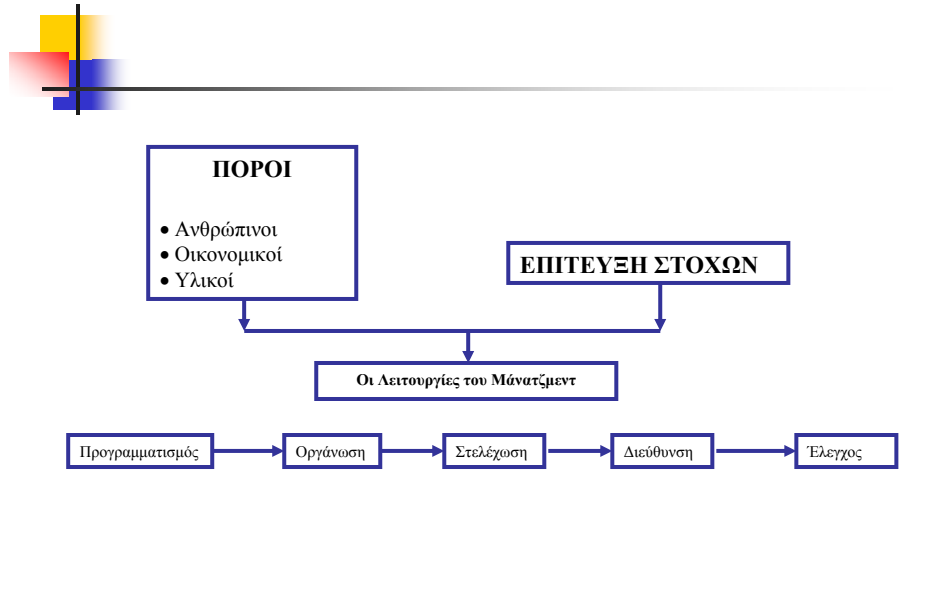 ΠΟΡΟΙ
• Ανθρώπινοι
• Οικονομικοί
• Υλικοί
ΕΠΙΤΕΥΞΗ ΣΤΟΧΩΝ
Οι Λειτουργίες του Μάνατζμεντ
Προγραμματισμός
Οργάνωση
Στελέχωση
Διεύθυνση
Έλεγχος